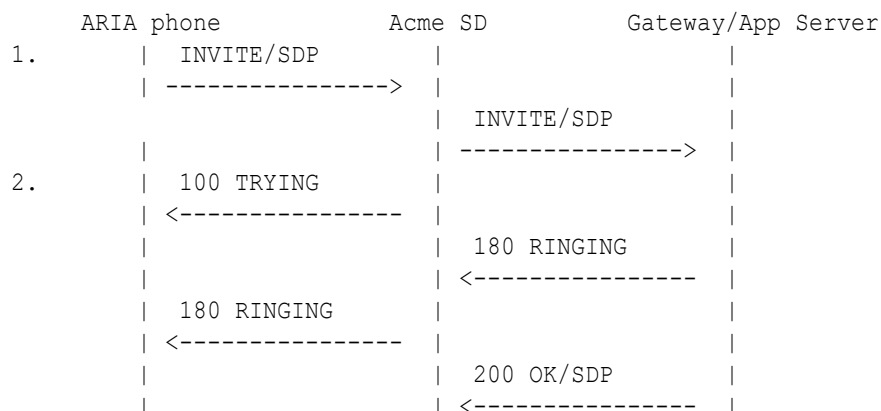 ARIA phone Acme SD Gateway/App Server
1. | INVITE/SDP | |
| ----------------> | |
| INVITE/SDP |
| | ----------------> |
2. | 100 TRYING | |
| <---------------- | |
| | 180 RINGING |
| | <---------------- |
| 180 RINGING | |
| <---------------- | |
| | 200 OK/SDP |
| | <---------------- |